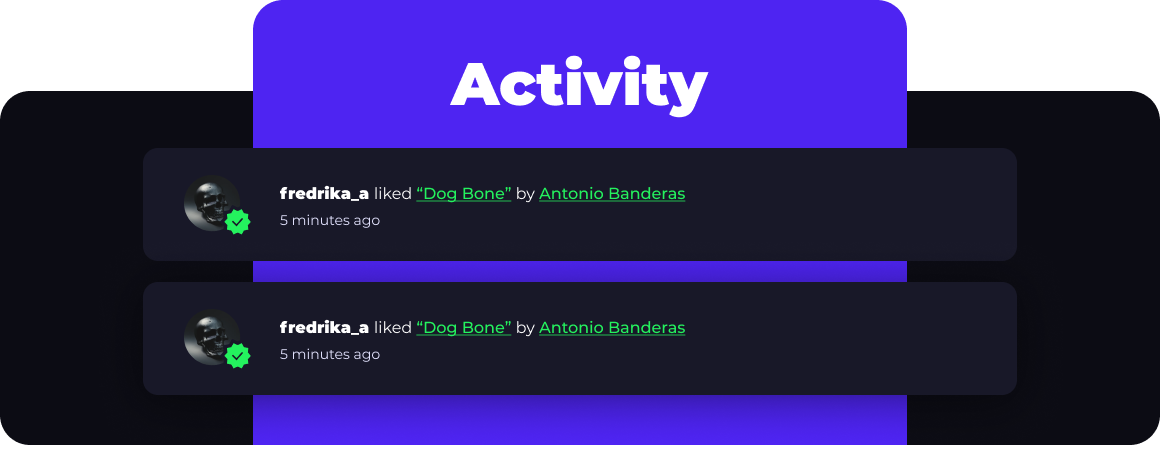 Activity
fredrika_a liked “Dog Bone” by Antonio Banderas
5 minutes ago
fredrika_a liked “Dog Bone” by Antonio Banderas
5 minutes ago